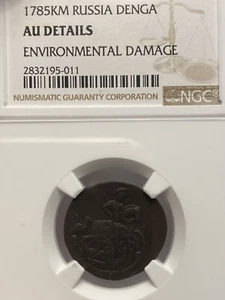 1785KM RUSSIA DENGA
AU DETAILS
ENVIRONMENTAL DAMAGE
2832195-011
NUMISMATIC GUARANTY CORPORATION
NGC